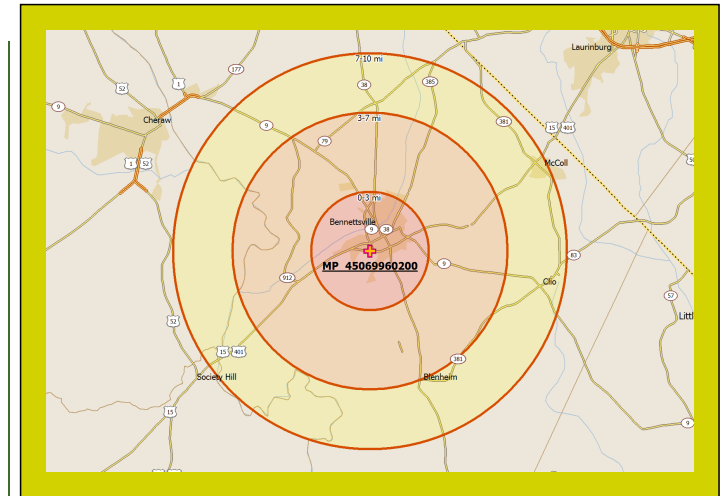 Laurinburg
7-10 mi
177
1
52
38
385
9
Cheraw
3-7 mi
381
15 401
9
79
1 52
McColl
0-3 mi
Bennettsville
9 38
83
MP 45069960200
9
912
Clio
57
Littl
52
15 401
381
Society Hill
Blenheim
15
9